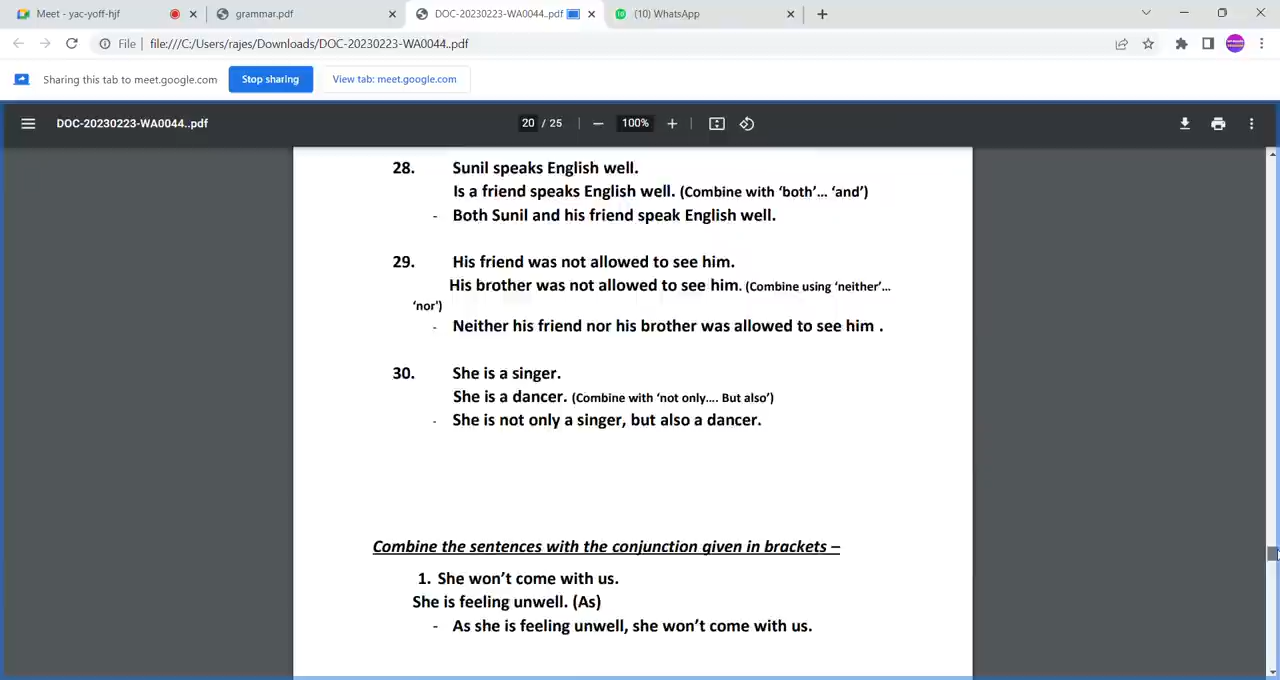 Meet - yac-yoff-hjf
grammar.pdf
DOC-20230223-WA0044..pdf
(10) WhatsApp
File
file:///C:/Users/rajes/Downloads/DOC-20230223-WA0044..pdf
Sharing this tab to meet.google.com
Stop sharing
View tab: meet.google.com
DOC-20230223-WA0044..pdf
20 / 25
100%
28. Sunil speaks English well.
Is a friend speaks English well. (Combine with ‘both’... ‘and’)
- Both Sunil and his friend speak English well.
29. His friend was not allowed to see him.
His brother was not allowed to see him. (Combine using ‘neither’...
‘nor’)
- Neither his friend nor his brother was allowed to see him .
30. She is a singer.
She is a dancer. (Combine with ‘not only.... But also’)
- She is not only a singer, but also a dancer.
Combine the sentences with the conjunction given in brackets –
1. She won’t come with us.
She is feeling unwell. (As)
- As she is feeling unwell, she won’t come with us.